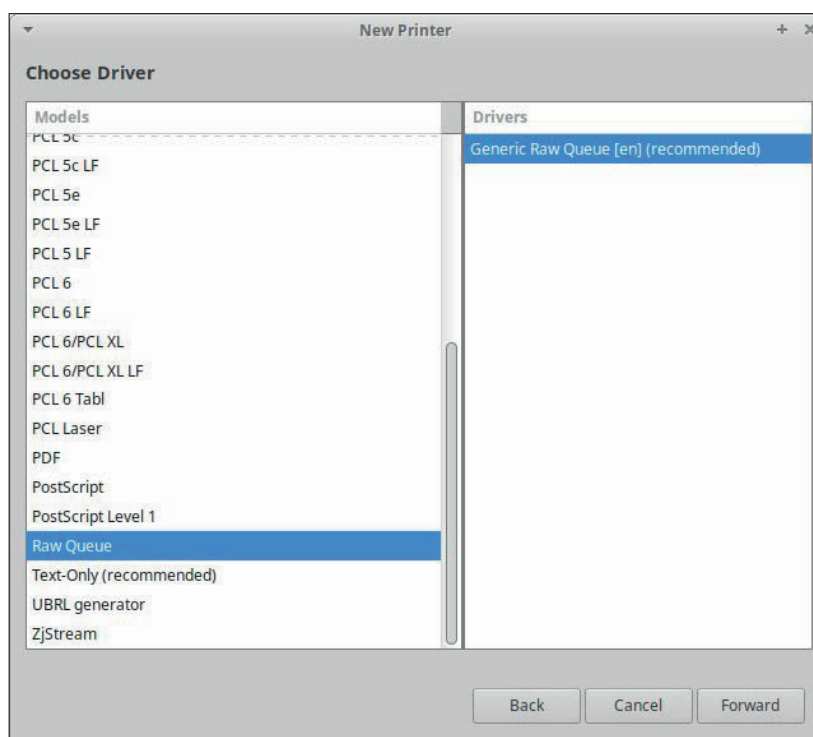 New Printer
Choose Driver
Models
Drivers
PCL 5c
Generic Raw Queue [en] (recommended)
PCL 5c LF
PCL 5e
PCL 5e LF
PCL 5 LF
PCL 6
PCL 6 LF
PCL 6/PCL XL
PCL 6/PCL XL LF
PCL 6 Tabl
PCL Laser
PDF
PostScript
PostScript Level 1
Raw Queue
Text-Only (recommended)
UBRL generator
ZjStream
Back
Cancel
Forward